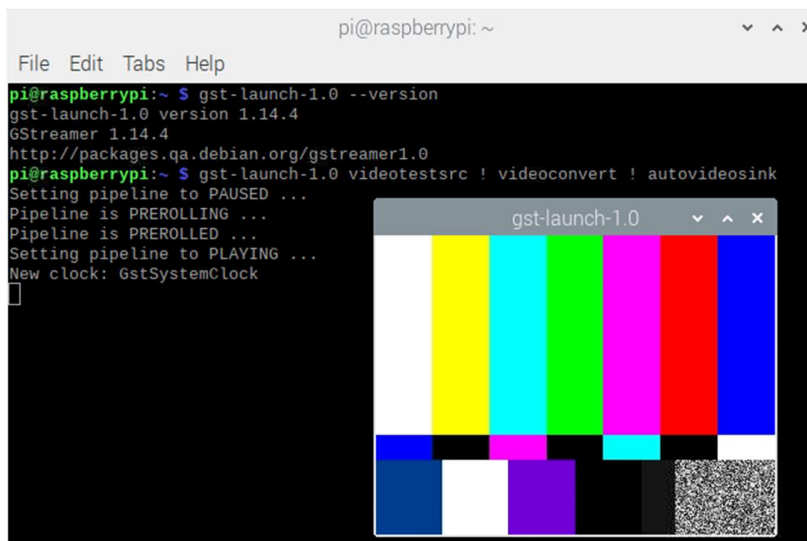 pi@raspberrypi: ~
File Edit Tabs Help
pi@raspberrypi:~ $ gst-launch-1.0 --version
gst-launch-1.0 version 1.14.4
GStreamer 1.14.4
http://packages.qa.debian.org/gstreamer1.0
pi@raspberrypi:~ $ gst-launch-1.0 videotestsrc ! videoconvert ! autovideosink
Setting pipeline to PAUSED ...
Pipeline is PREROLLING ...
Pipeline is PREROLLED ...
Setting pipeline to PLAYING ...
New clock: GstSystemClock
gst-launch-1.0